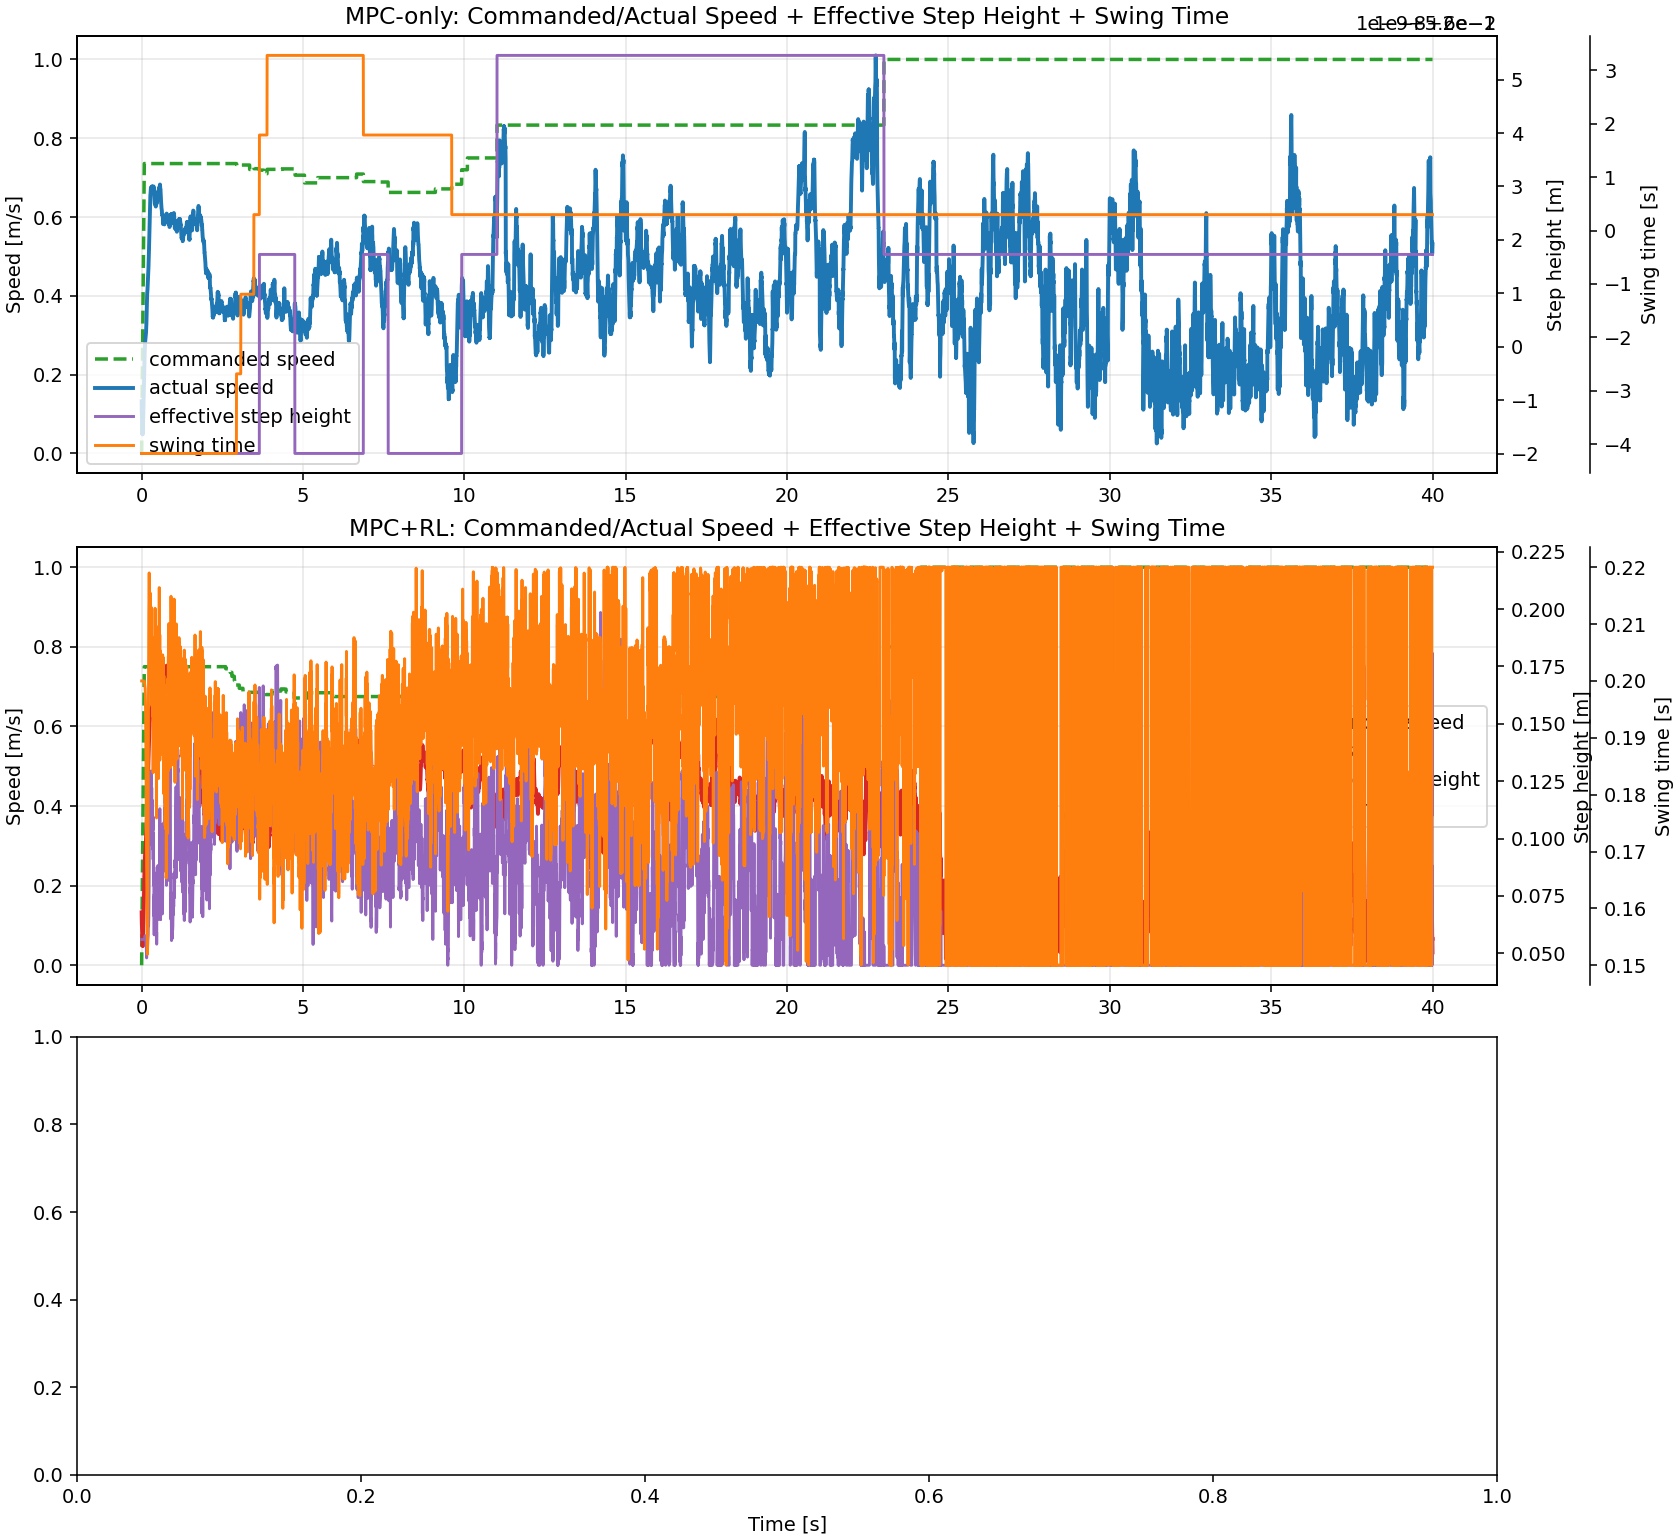 MPC-only: Commanded/Actual Speed + Effective Step Height + Swing Time
1.0
0.8
0.6
0.4
0.2
0.0
Speed [m/s]
commanded speed
actual speed
effective step height
swing time
5
4
3
2
1
0
−1
−2
Step height [m]
3
2
1
0
−1
−2
−3
−4
Swing time [s]
0 5 10 15 20 25 30 35 40
MPC+RL: Commanded/Actual Speed + Effective Step Height + Swing Time
1.0
0.8
0.6
0.4
0.2
0.0
Speed [m/s]
eed
eight
0.225
0.200
0.175
0.150
0.125
0.100
0.075
0.050
Step height [m]
0.22
0.21
0.20
0.19
0.18
0.17
0.16
0.15
Swing time [s]
0 5 10 15 20 25 30 35 40
1.0
0.8
0.6
0.4
0.2
0.0
0.0 0.2 0.4 0.6 0.8 1.0
Time [s]